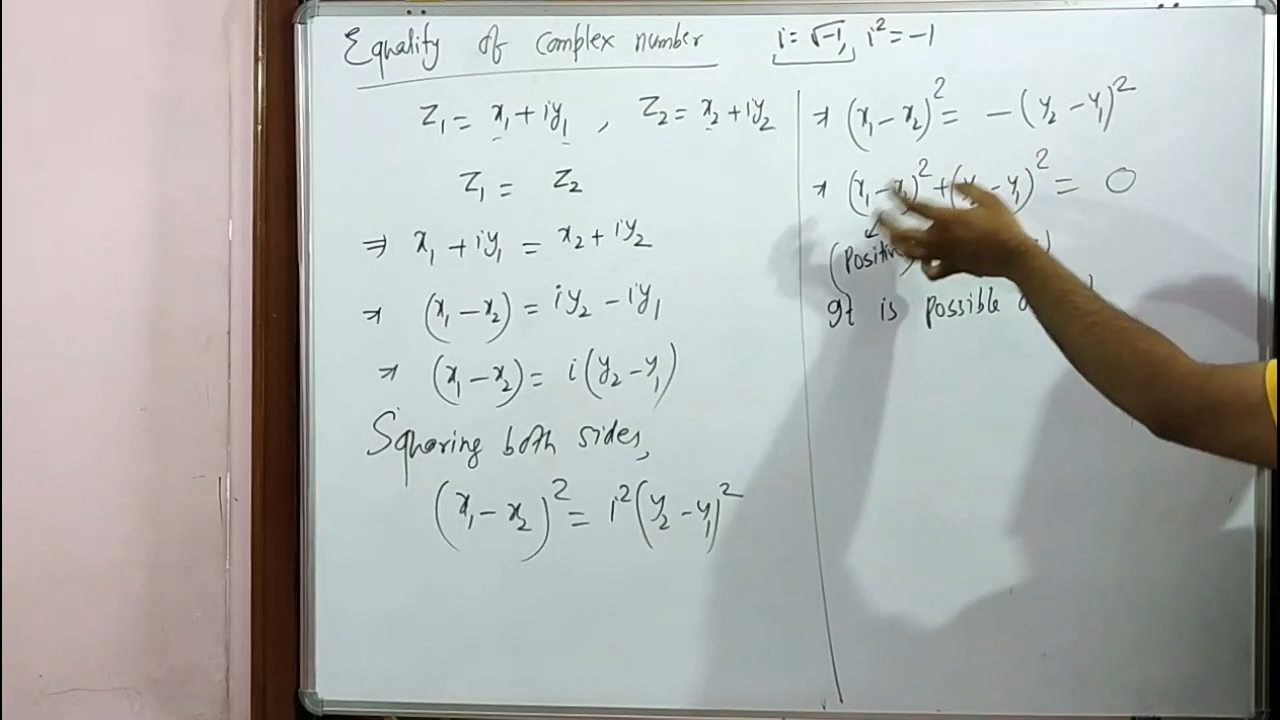 Equality of complex number i = √-1, i² = -1
Z₁ = x₁ + iy₁ , Z₂ = x₂ + iy₂
Z₁ = Z₂
⇒ x₁ + iy₁ = x₂ + iy₂
⇒ (x₁ - x₂) = iy₂ - iy₁
⇒ (x₁ - x₂) = i(y₂ - y₁)
Squaring both sides,
(x₁ - x₂)² = i²(y₂ - y₁)²
⇒ (x₁ - x₂)² = -(y₂ - y₁)²
⇒ (x₁ - x₂)² + (y₂ - y₁)² = 0
(Positive)
It is possible